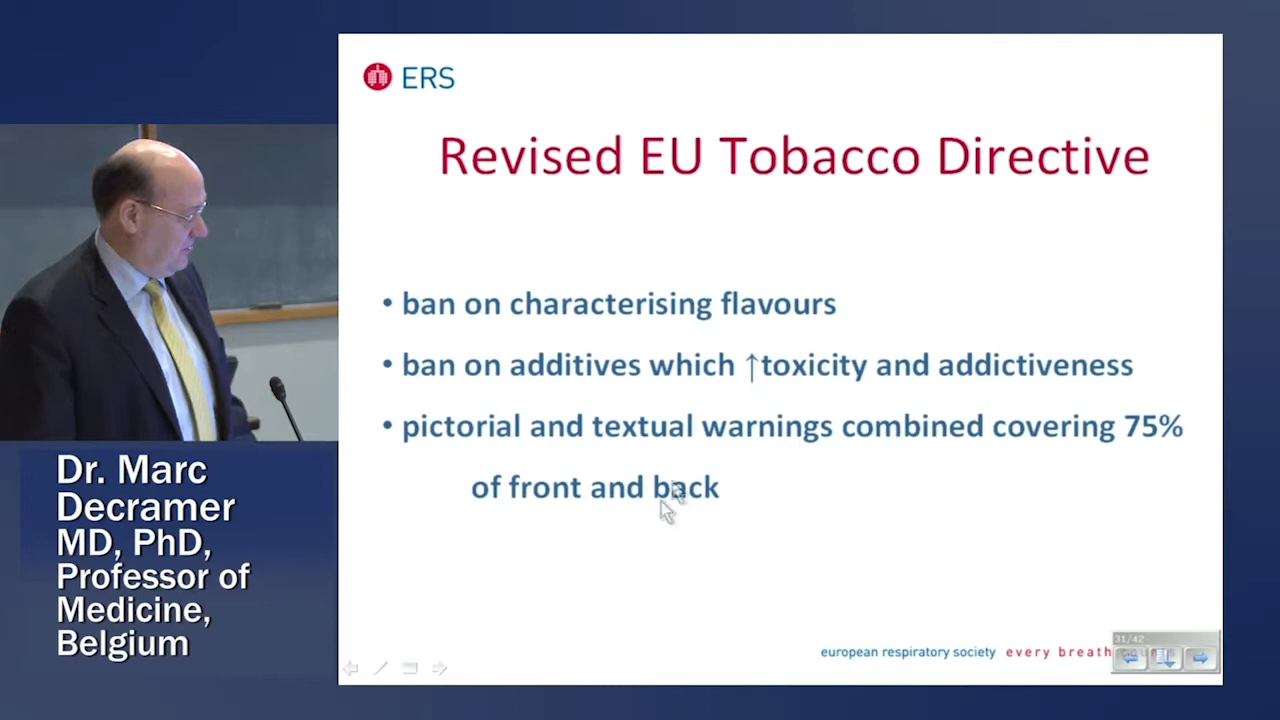 ERS
Revised EU Tobacco Directive
• ban on characterising flavours
• ban on additives which ↑toxicity and addictiveness
• pictorial and textual warnings combined covering 75%
of front and back
Dr. Marc
Decramer
MD, PhD,
Professor of
Medicine,
Belgium
31/42
european respiratory society every breath